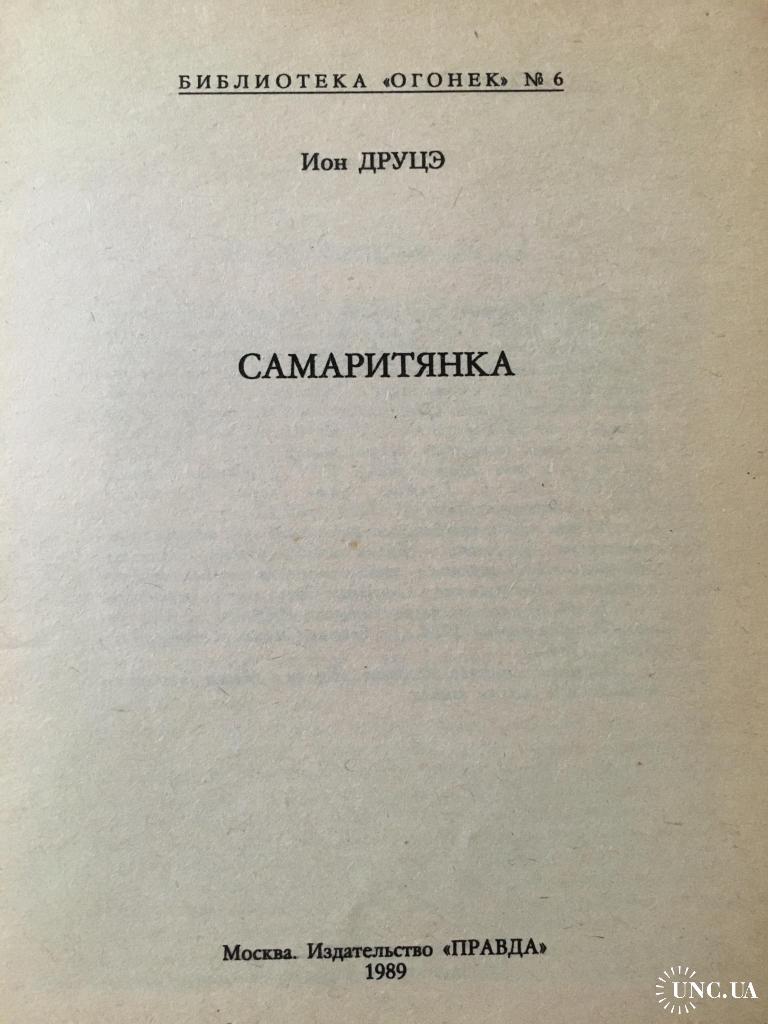 БИБЛИОТЕКА «ОГОНЕК» № 6
Ион ДРУЦЭ
САМАРИТЯНКА
Москва. Издательство «ПРАВДА»
1989
UNC.UA